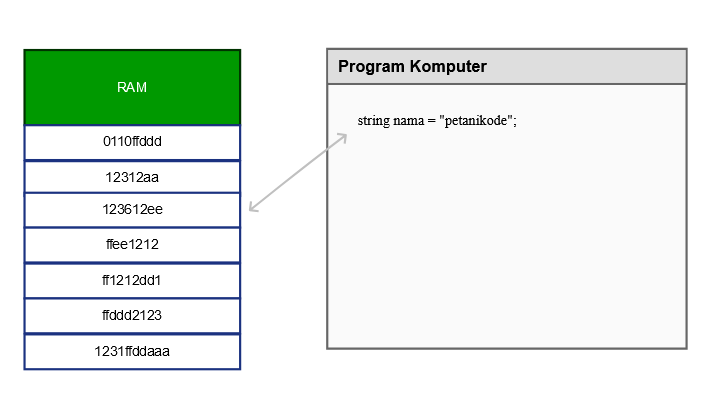 RAM
0110ffddd
12312aa
123612ee
ffee1212
ff1212dd1
ffddd2123
1231ffddaaa
Program Komputer
string nama = "petanikode";